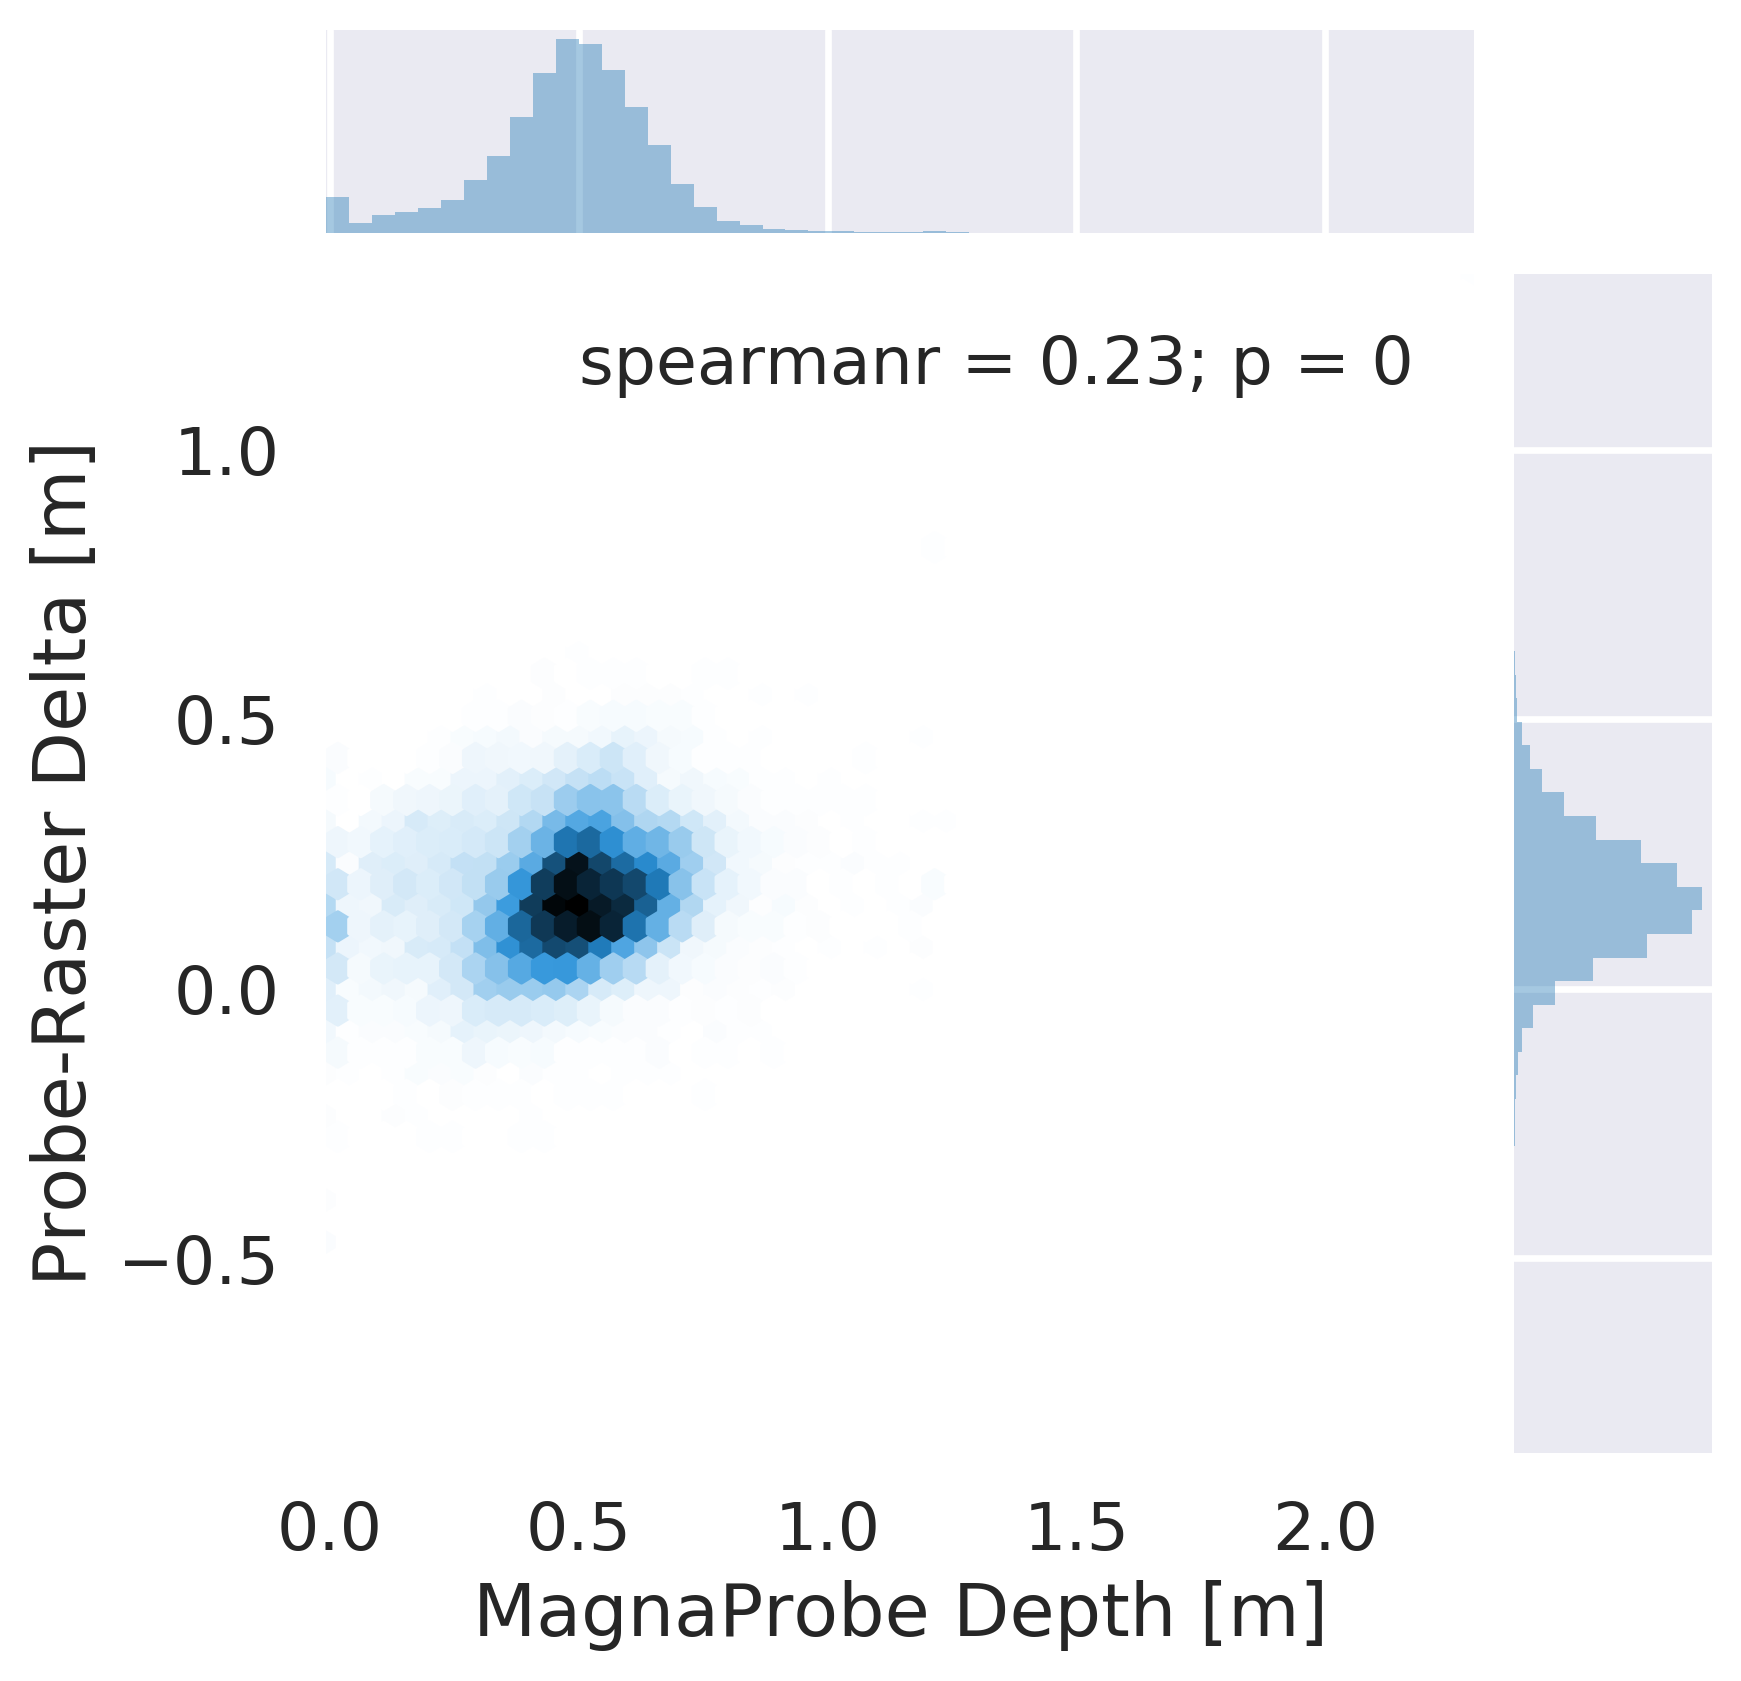 spearmanr = 0.23; p = 0
Probe-Raster Delta [m]
1.0
0.5
0.0
−0.5
0.0 0.5 1.0 1.5 2.0
MagnaProbe Depth [m]